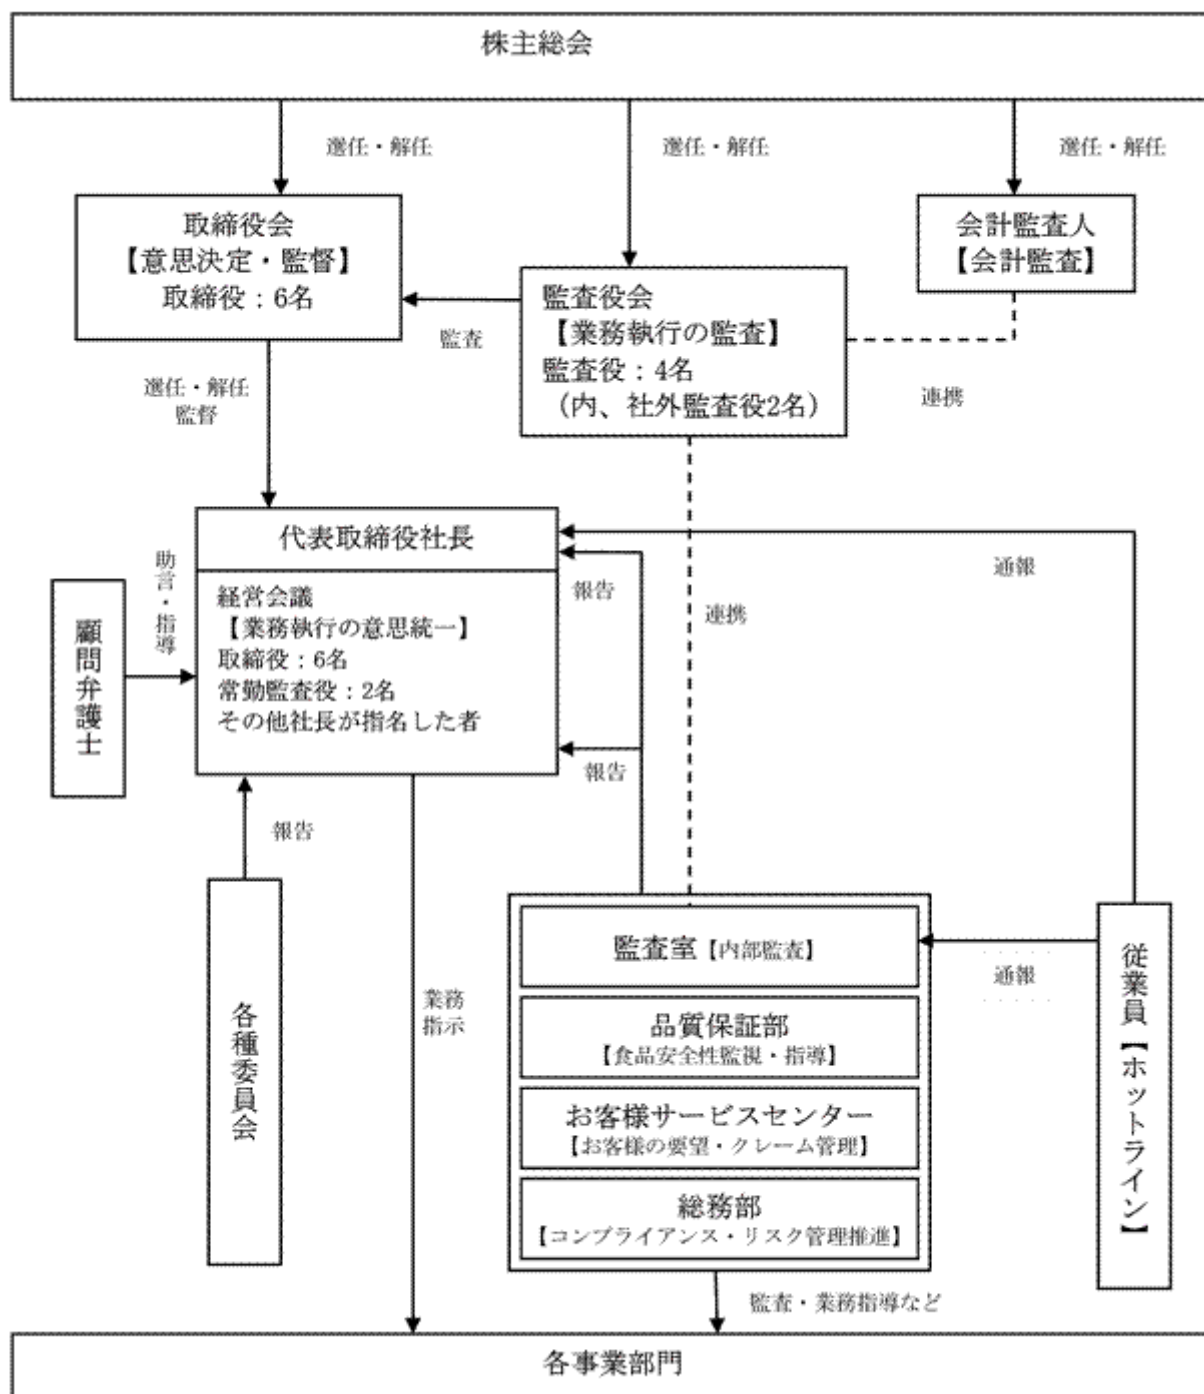 株主総会
選任・解任
選任・解任
選任・解任
取締役会
【意思決定・監督】
取締役：6名
会計監査人
【会計監査】
監査役会
【業務執行の監査】
監査役：4名
（内、社外監査役2名）
監査
連携
選任・解任
監督
代表取締役社長
経営会議
【業務執行の意思統一】
取締役：6名
常勤監査役：2名
その他社長が指名した者
助言・指導
顧問弁護士
報告
報告
連携
通報
報告
各種委員会
業務
指示
監査室【内部監査】
品質保証部
【食品安全性監視・指導】
お客様サービスセンター
【お客様の要望・クレーム管理】
総務部
【コンプライアンス・リスク管理推進】
通報
従業員【ホットライン】
監査・業務指導など
各事業部門